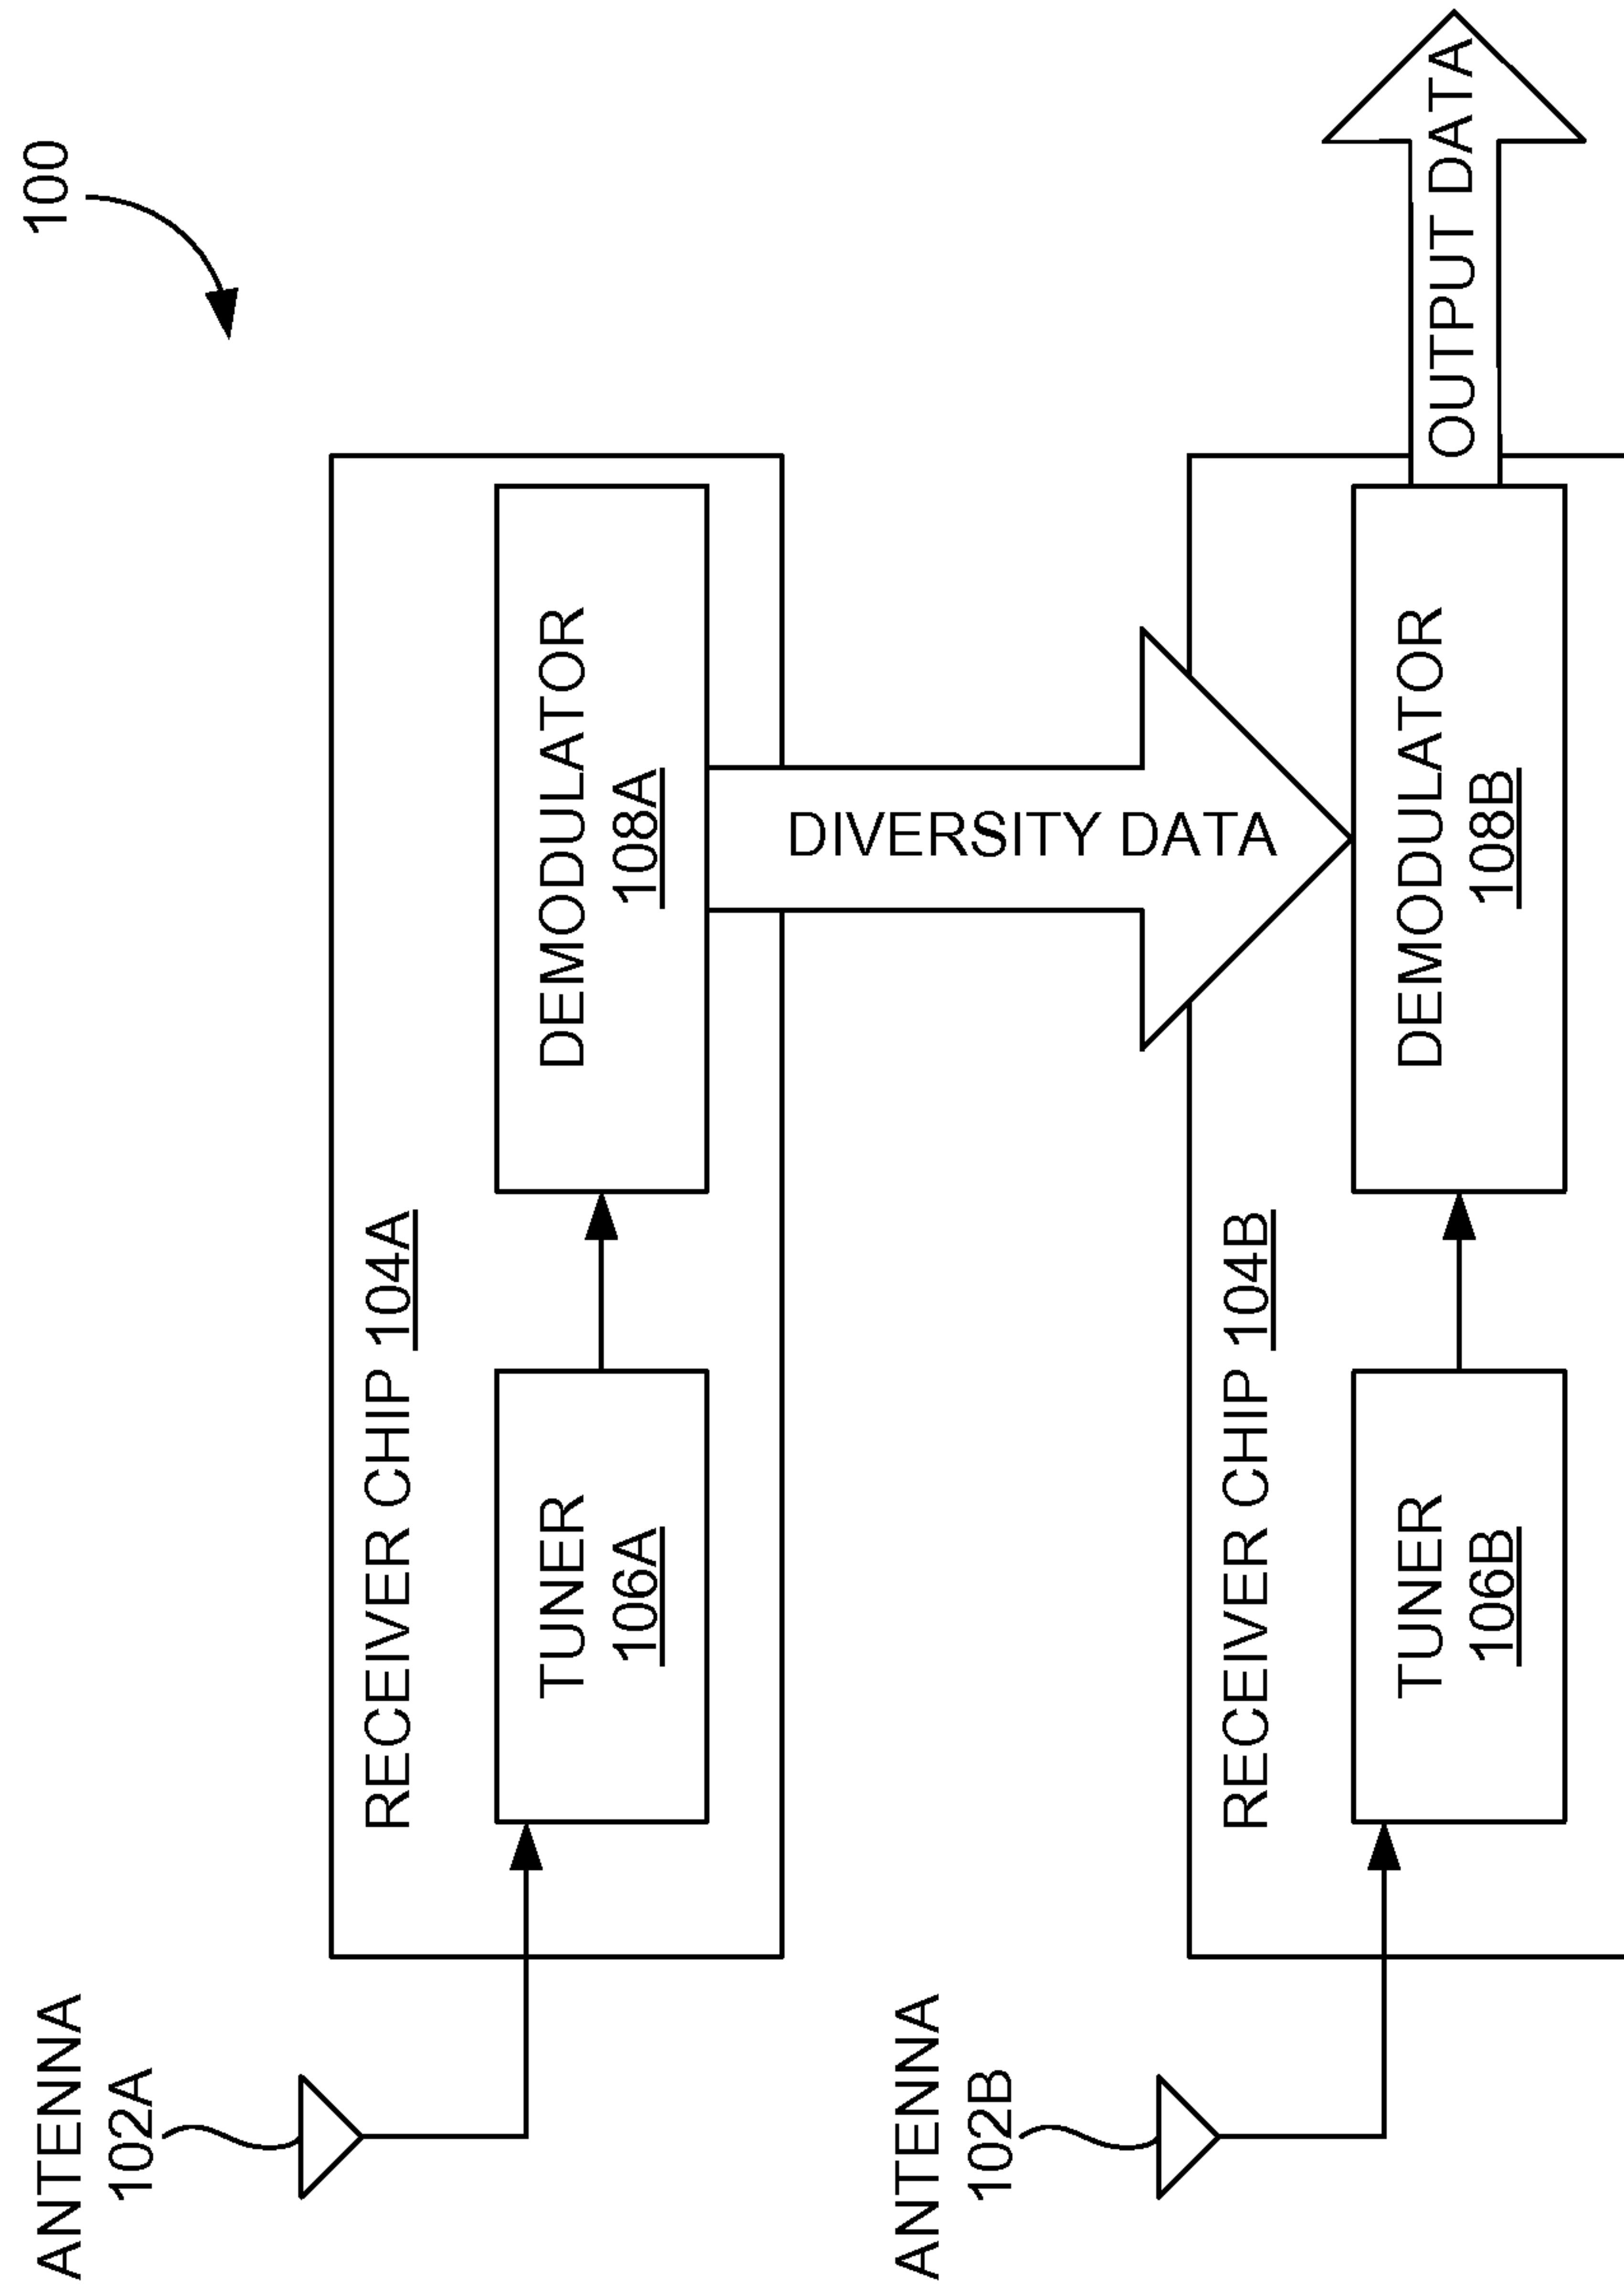 100
ANTENNA
102A
RECEIVER CHIP 104A
TUNER
106A
DEMODULATOR
108A
DIVERSITY DATA
ANTENNA
102B
RECEIVER CHIP 104B
TUNER
106B
DEMODULATOR
108B
OUTPUT DATA